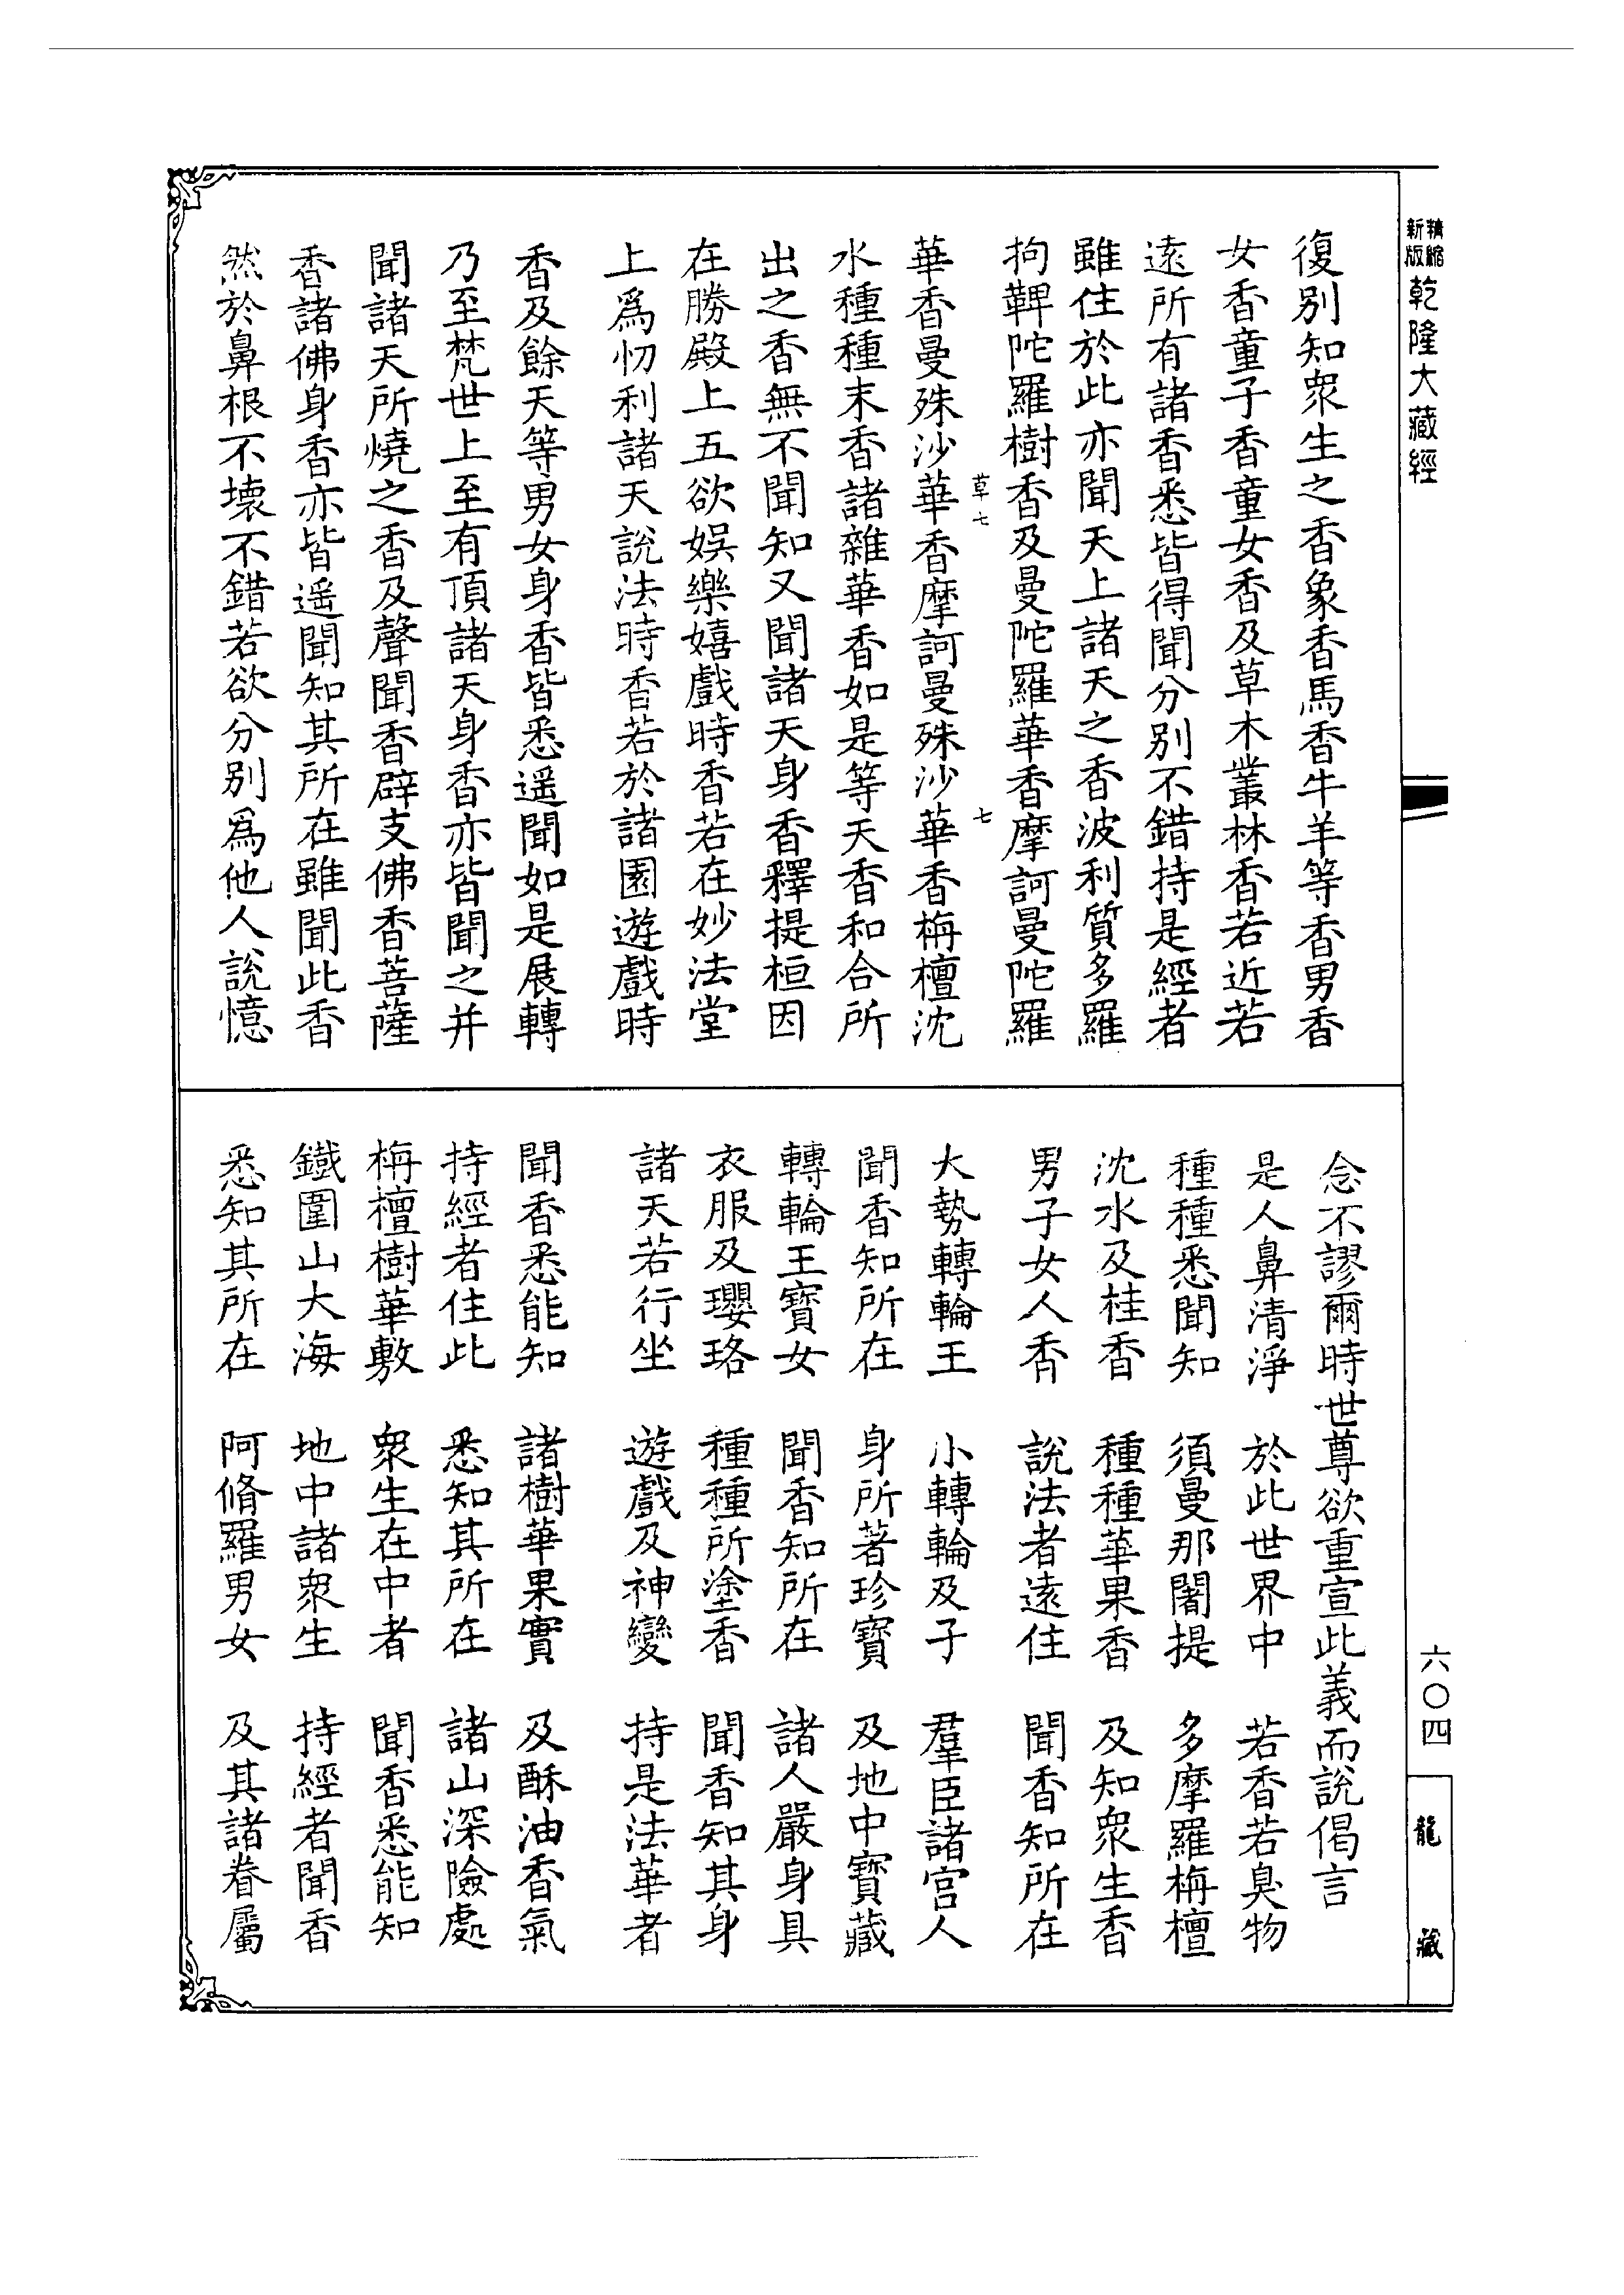 精縮新版乾隆大藏經
復別知衆生之香象香馬香牛羊等香男香
女香童子香童女香及草木叢林香若近若
遠所有諸香悉皆得聞分別不錯持是經者
雖住於此亦聞天上諸天之香波利質多羅
拘鞞陀羅樹香及曼陀羅華香摩訶曼陀羅
草七 七
華香曼殊沙華香摩訶曼殊沙華香栴檀沈
水種種末香諸雜華香如是等天香和合所
出之香無不聞知又聞諸天身香釋提桓因
在勝殿上五欲娛樂嬉戲時香若在妙法堂
上爲忉利諸天說法時香若於諸園遊戲時
香及餘天等男女身香皆悉遥聞如是展轉
乃至梵世上至有頂諸天身香亦皆聞之并
聞諸天所燒之香及聲聞香辟支佛香菩薩
香諸佛身香亦皆遥聞知其所在雖聞此香
然於鼻根不壞不錯若欲分別爲他人說憶
念不謬爾時世尊欲重宣此義而說偈言
是人鼻清淨 於此世界中 若香若臭物
種種悉聞知 須曼那闍提 多摩羅栴檀
沈水及桂香 種種華果香 及知衆生香
男子女人香 說法者遠住 聞香知所在
大勢轉輪王 小轉輪及子 羣臣諸宮人
聞香知所在 身所著珍寶 及地中寶藏
轉輪王寶女 聞香知所在 諸人嚴身具
衣服及瓔珞 種種所塗香 聞香知其身
諸天若行坐 遊戲及神變 持是法華者
聞香悉能知 諸樹華果實 及酥油香氣
持經者住此 悉知其所在 諸山深險處
栴檀樹華敷 衆生在中者 聞香悉能知
鐵圍山大海 地中諸衆生 持經者聞香
悉知其所在 阿脩羅男女 及其諸眷屬
六〇四
龍藏